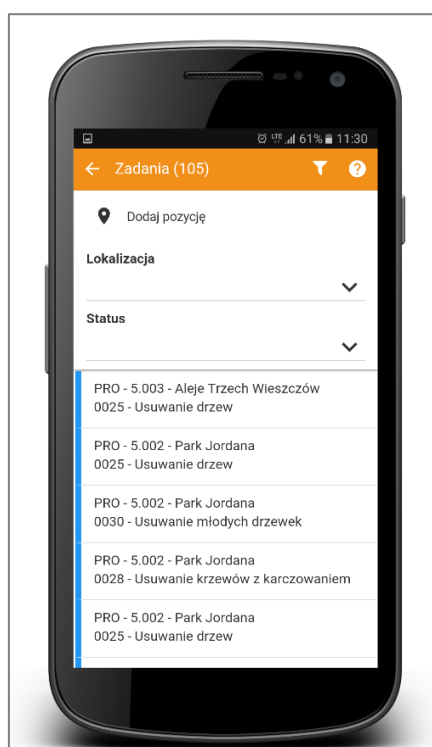 LTE 61% 11:30
Zadania (105)
Dodaj pozycję
Lokalizacja
Status
PRO - 5.003 - Aleje Trzech Wieszczów
0025 - Usuwanie drzew
PRO - 5.002 - Park Jordana
0025 - Usuwanie drzew
PRO - 5.002 - Park Jordana
0030 - Usuwanie młodych drzewek
PRO - 5.002 - Park Jordana
0028 - Usuwanie krzewów z karczowaniem
PRO - 5.002 - Park Jordana
0025 - Usuwanie drzew